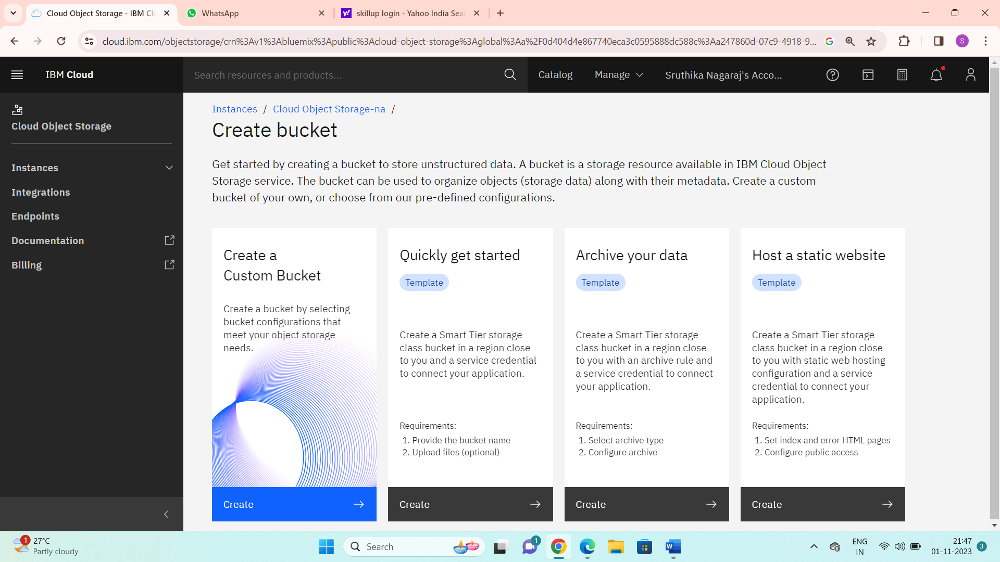 Cloud Object Storage - IBM Clo
WhatsApp
skillup login - Yahoo India Sear
cloud.ibm.com/objectstorage/crn%3Av1%3Abluemix%3Apublic%3Acloud-object-storage%3Aglobal%3Aa%2F0d404d4e867740eca3c0595888dc588c%3Aa247860d-07c9-4918-9...
S
IBM Cloud
Search resources and products...
Catalog
Manage
Sruthika Nagaraj's Acco...
Cloud Object Storage
Instances
Integrations
Endpoints
Documentation
Billing
Instances / Cloud Object Storage-na /
Create bucket
Get started by creating a bucket to store unstructured data. A bucket is a storage resource available in IBM Cloud Object
Storage service. The bucket can be used to organize objects (storage data) along with their metadata. Create a custom
bucket of your own, or choose from our pre-defined configurations.
Create a
Custom Bucket
Create a bucket by selecting
bucket configurations that
meet your object storage
needs.
Create
Quickly get started
Template
Create a Smart Tier storage
class bucket in a region close
to you and a service credential
to connect your application.
Requirements:
1. Provide the bucket name
2. Upload files (optional)
Create
Archive your data
Template
Create a Smart Tier storage
class bucket in a region close
to you with an archive rule and
a service credential to connect
your application.
Requirements:
1. Select archive type
2. Configure archive
Create
Host a static website
Template
Create a Smart Tier storage
class bucket in a region close
to you with static web hosting
configuration and a service
credential to connect your
application.
Requirements:
1. Set index and error HTML pages
2. Configure public access
Create
1
27°C
Partly cloudy
Search
1
W
ENG
IN
21:47
01-11-2023
3